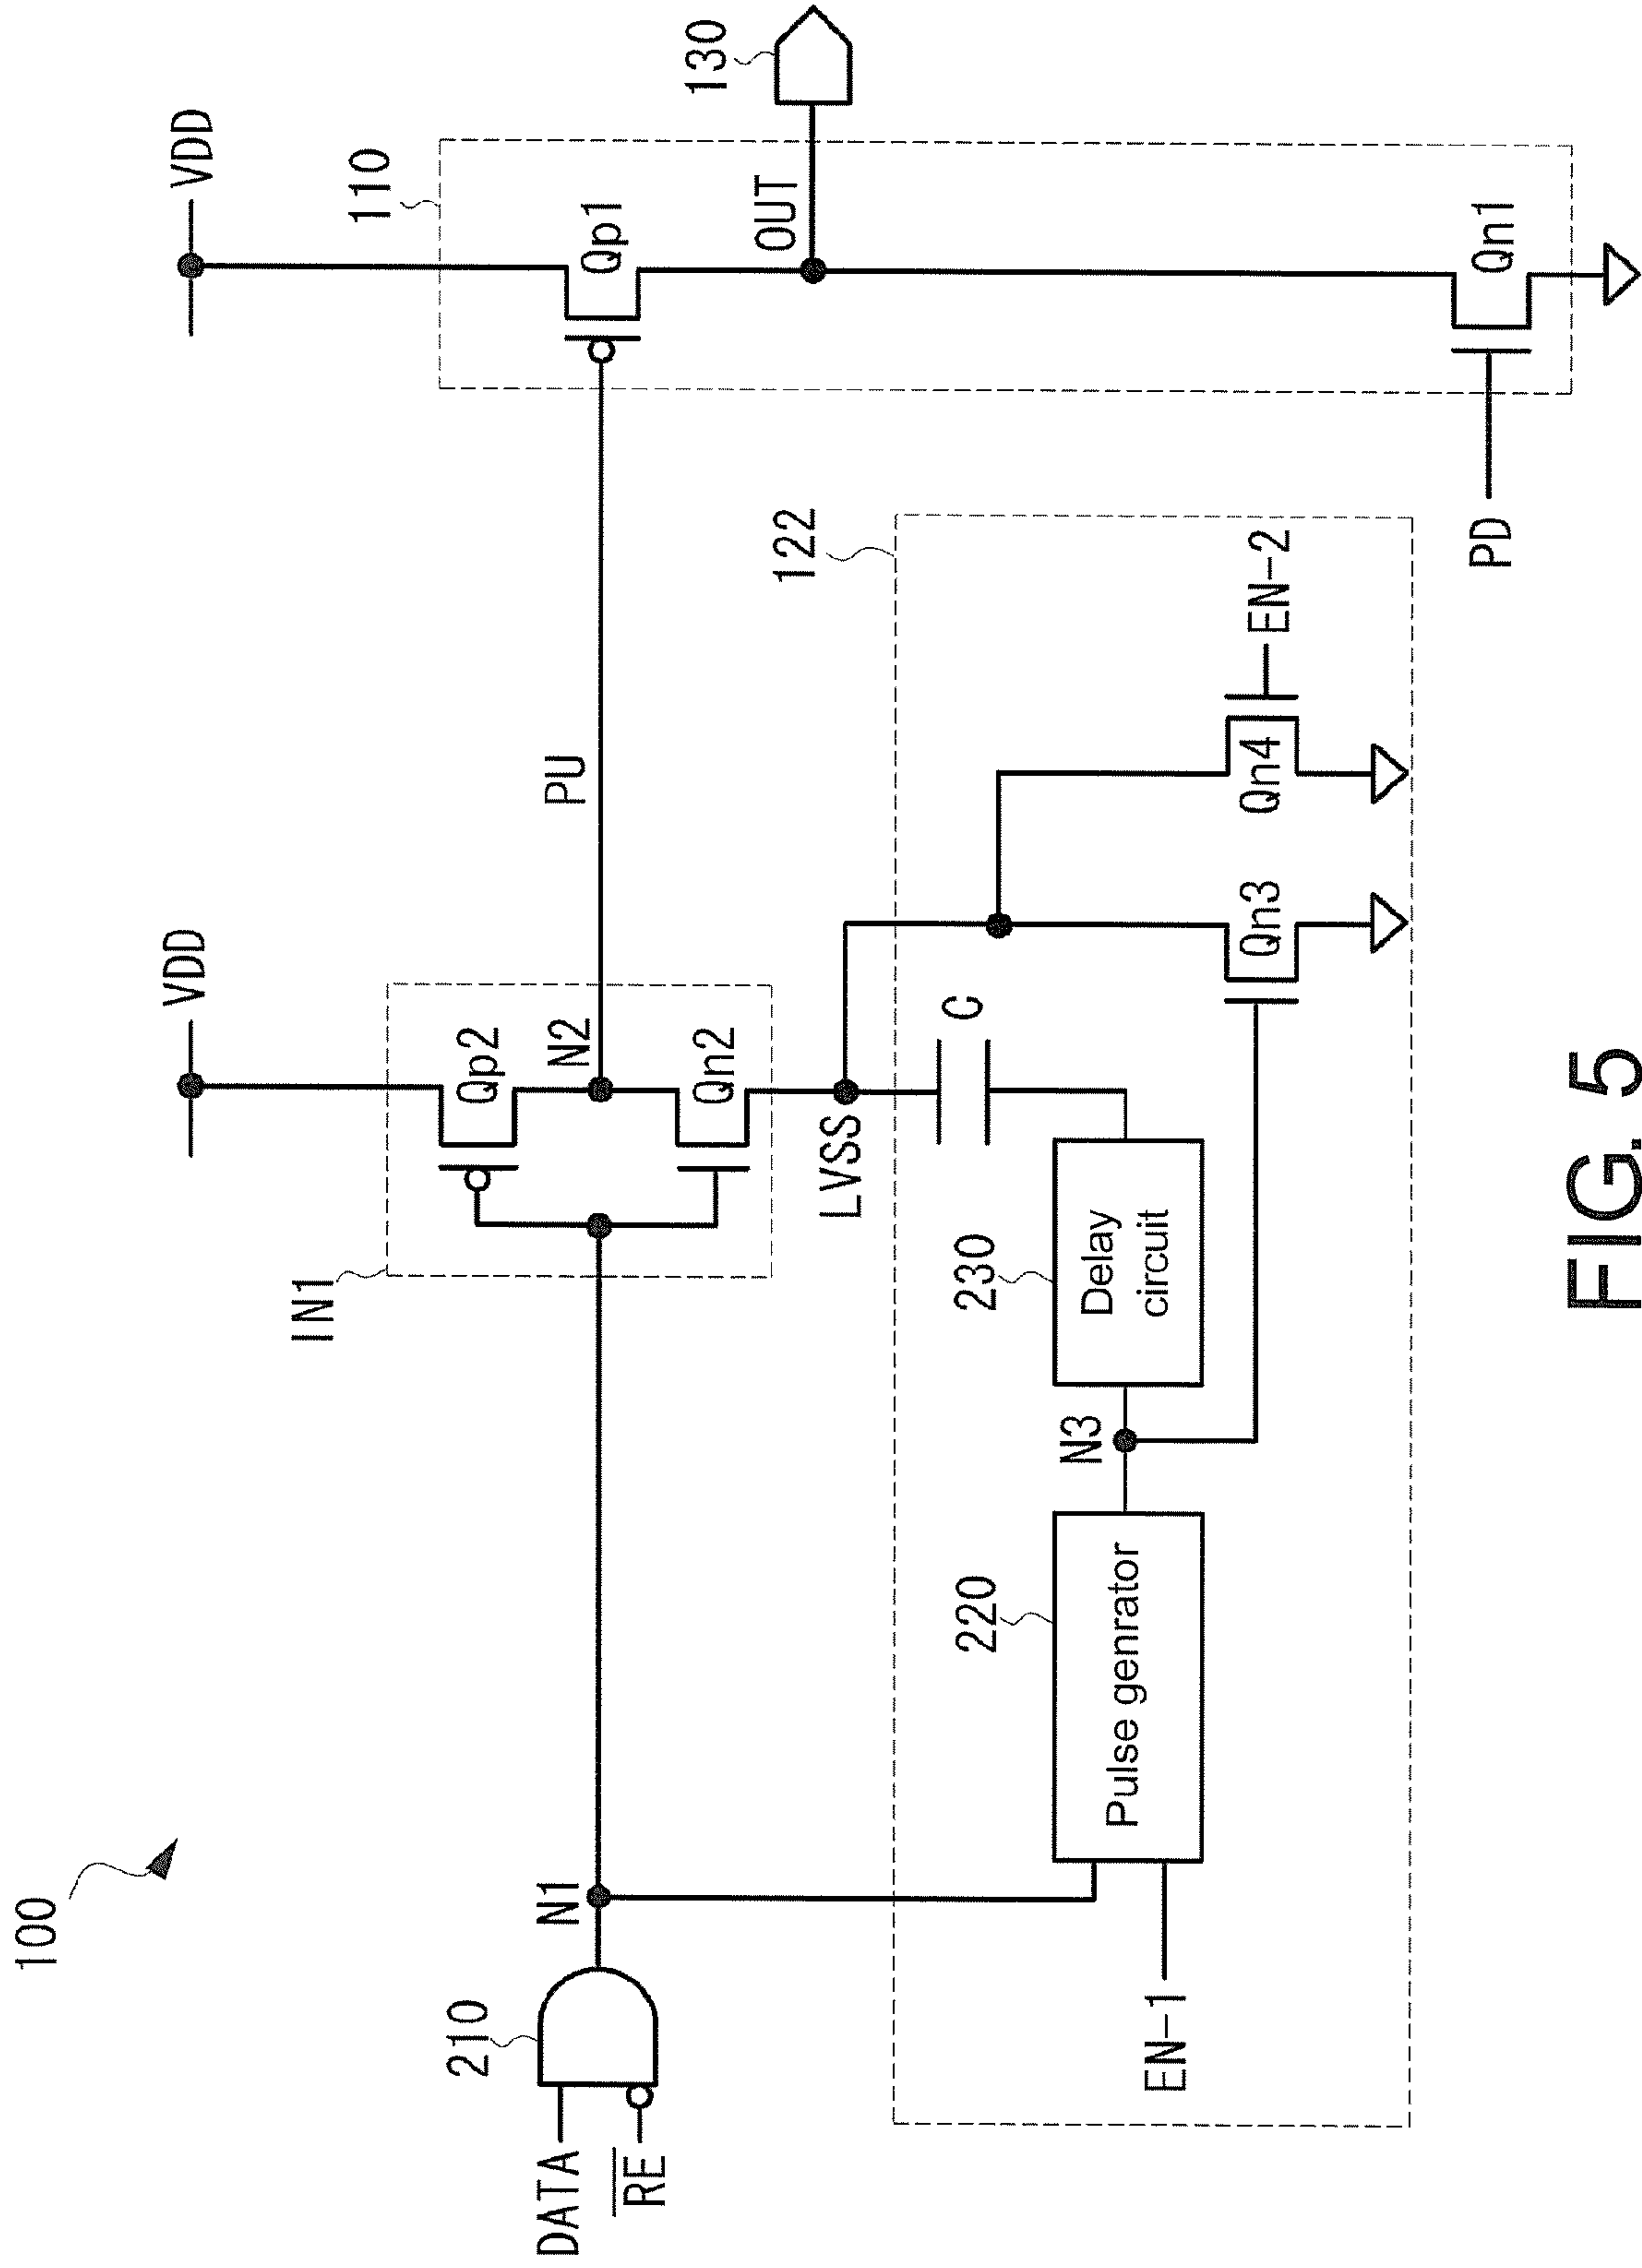 100
DATA
RE
210
N1
IN1
VDD
Qp2
N2
Qn2
PU
LVSS
C
VDD
110
Qp1
OUT
130
Qn1
PD
122
EN-1
220
Pulse genrator
N3
230
Delay
circuit
Qn3
Qn4
EN-2
FIG. 5